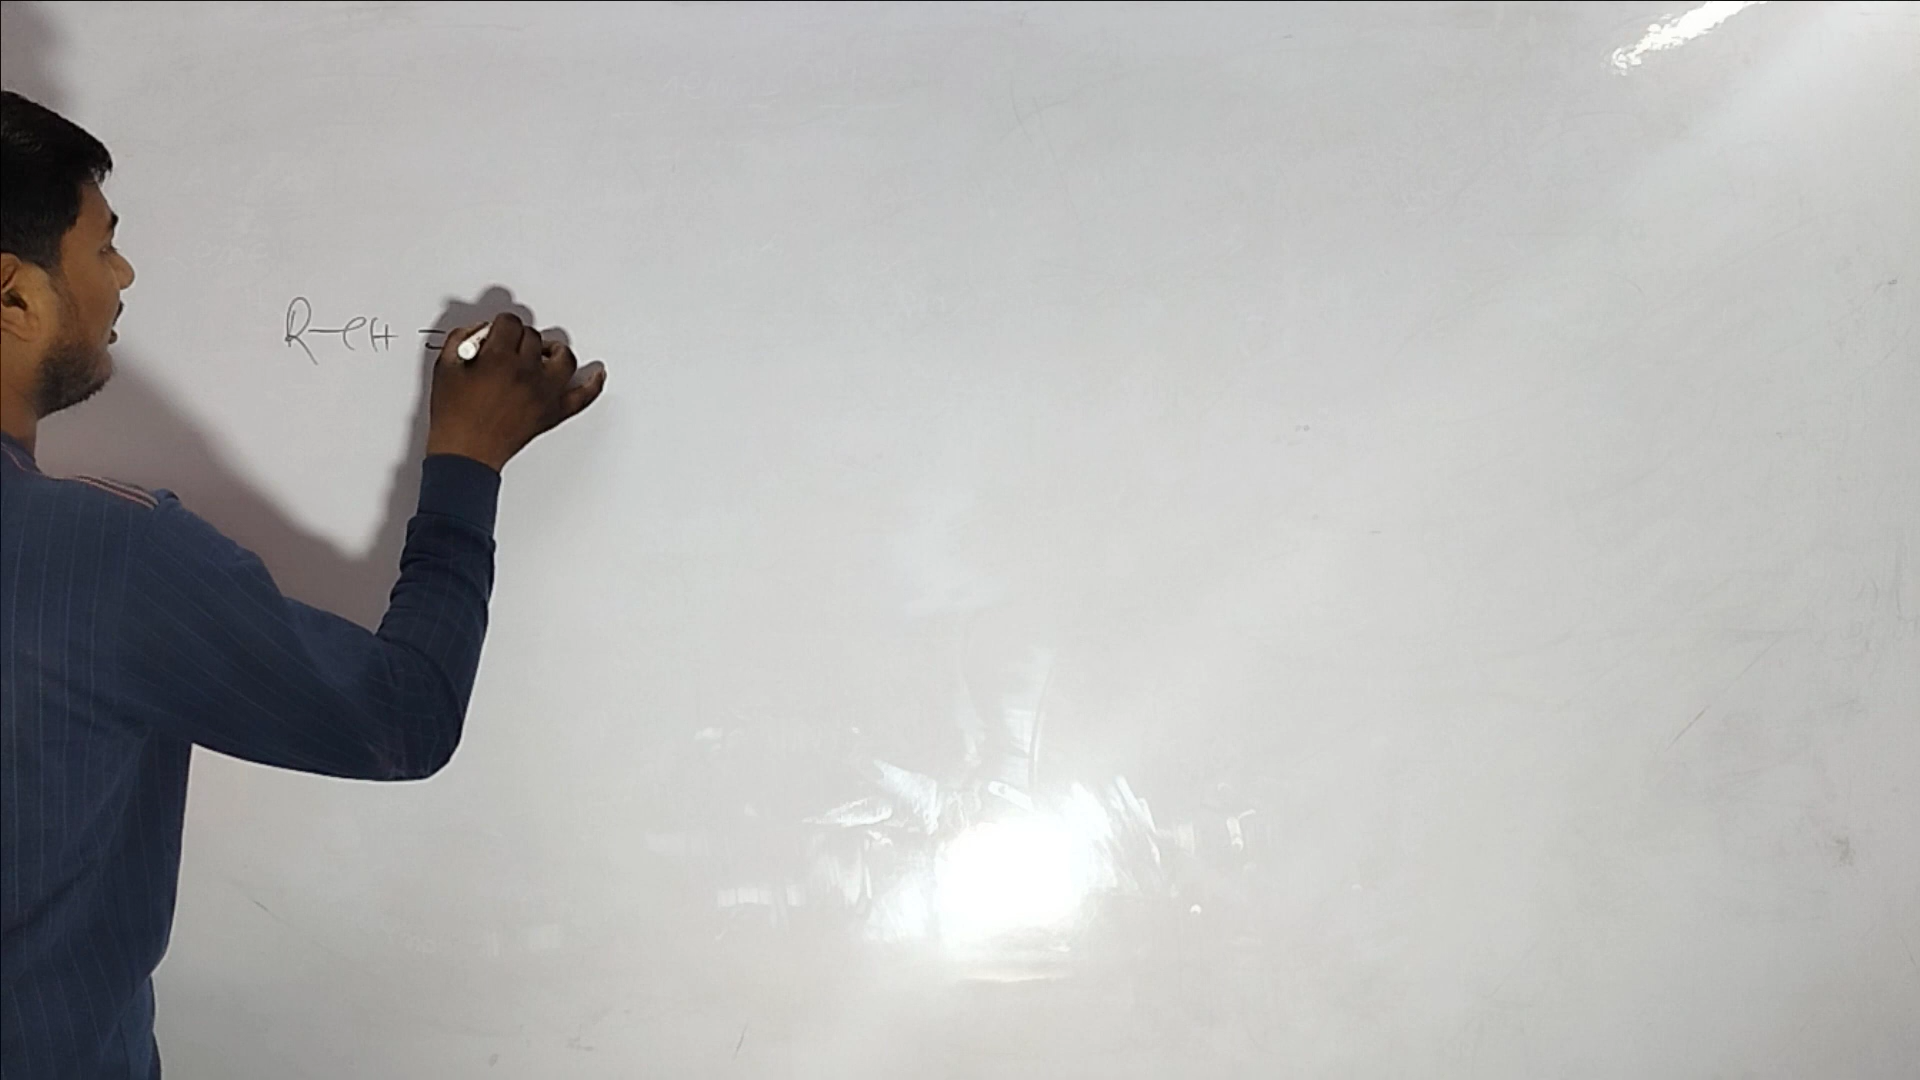 R-CH =